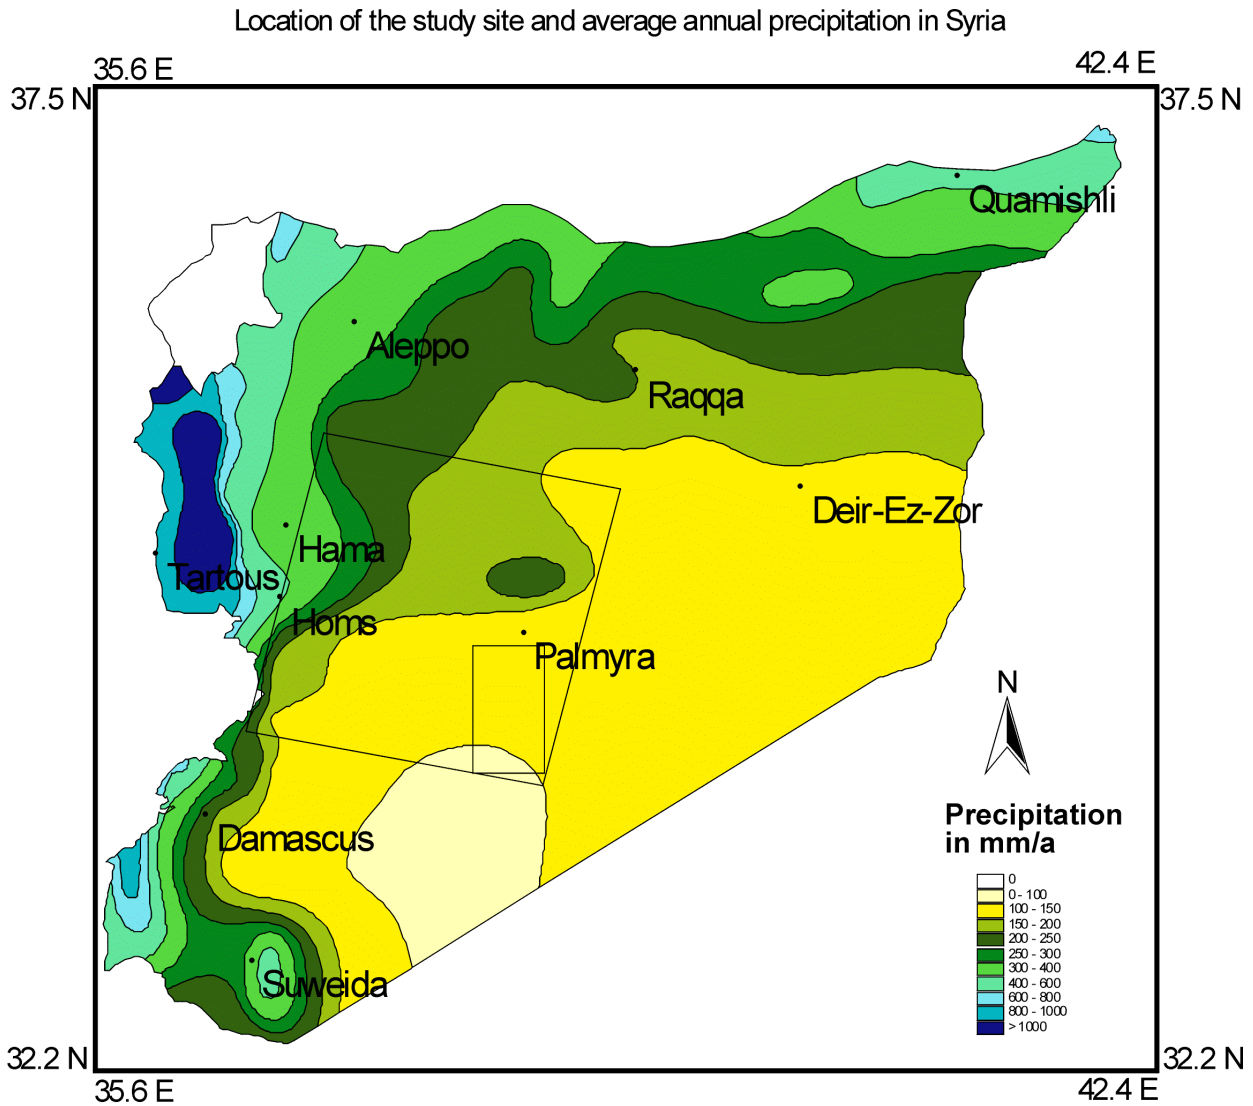 Location of the study site and average annual precipitation in Syria
35.6 E
42.4 E
37.5 N
37.5 N
Quamishli
Aleppo
Raqqa
Deir-Ez-Zor
Hama
Tartous
Homs
Palmyra
N
Precipitation
in mm/a
Damascus
0
0 - 100
100 - 150
150 - 200
200 - 250
250 - 300
300 - 400
400 - 600
600 - 800
800 - 1000
> 1000
Suweida
32.2 N
32.2 N
35.6 E
42.4 E